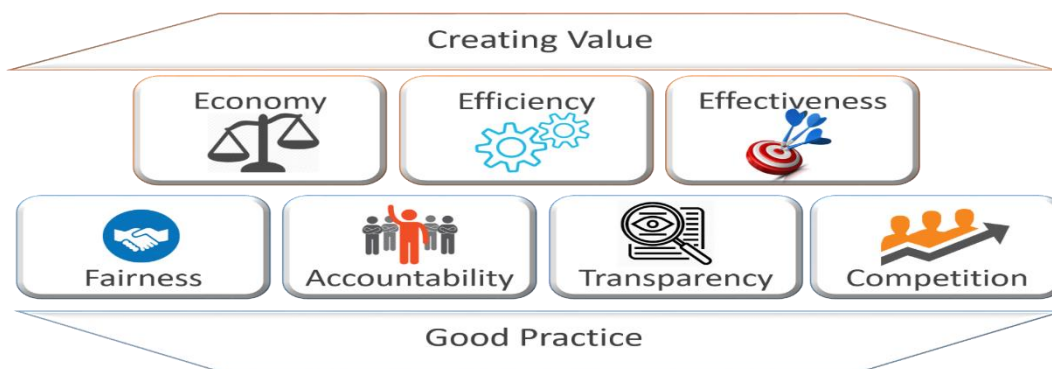 Creating Value
Economy
Efficiency
Effectiveness
Fairness
Accountability
Transparency
Competition
Good Practice